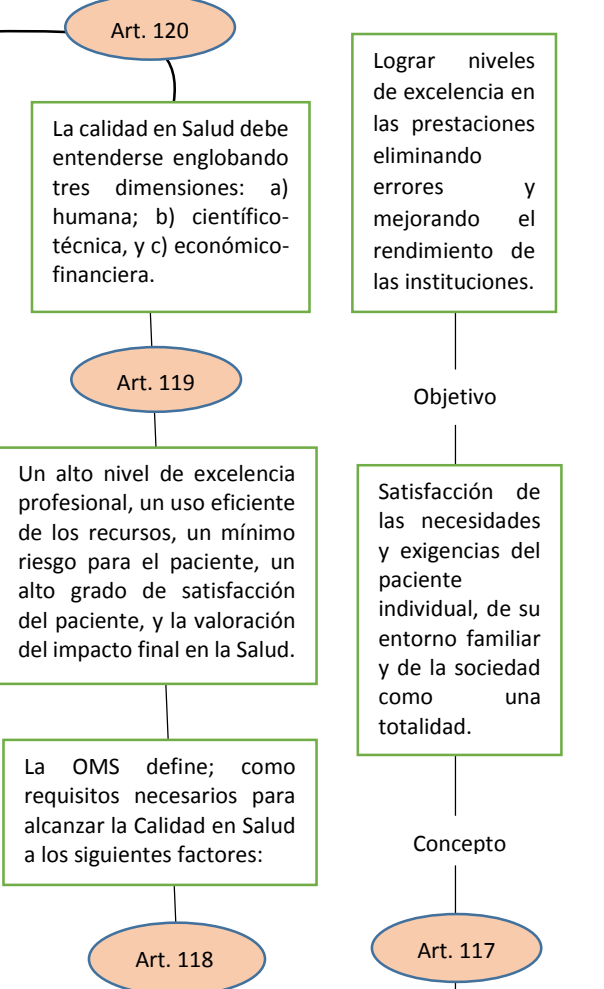 Art. 120
La calidad en Salud debe
entenderse englobando
tres dimensiones: a)
humana; b) científico-
técnica, y c) económico-
financiera.
Art. 119
Un alto nivel de excelencia
profesional, un uso eficiente
de los recursos, un mínimo
riesgo para el paciente, un
alto grado de satisfacción
del paciente, y la valoración
del impacto final en la Salud.
La OMS define; como
requisitos necesarios para
alcanzar la Calidad en Salud
a los siguientes factores:
Art. 118
Lograr niveles
de excelencia en
las prestaciones
eliminando
errores y
mejorando el
rendimiento de
las instituciones.
Objetivo
Satisfacción de
las necesidades
y exigencias del
paciente
individual, de su
entorno familiar
y de la sociedad
como una
totalidad.
Concepto
Art. 117